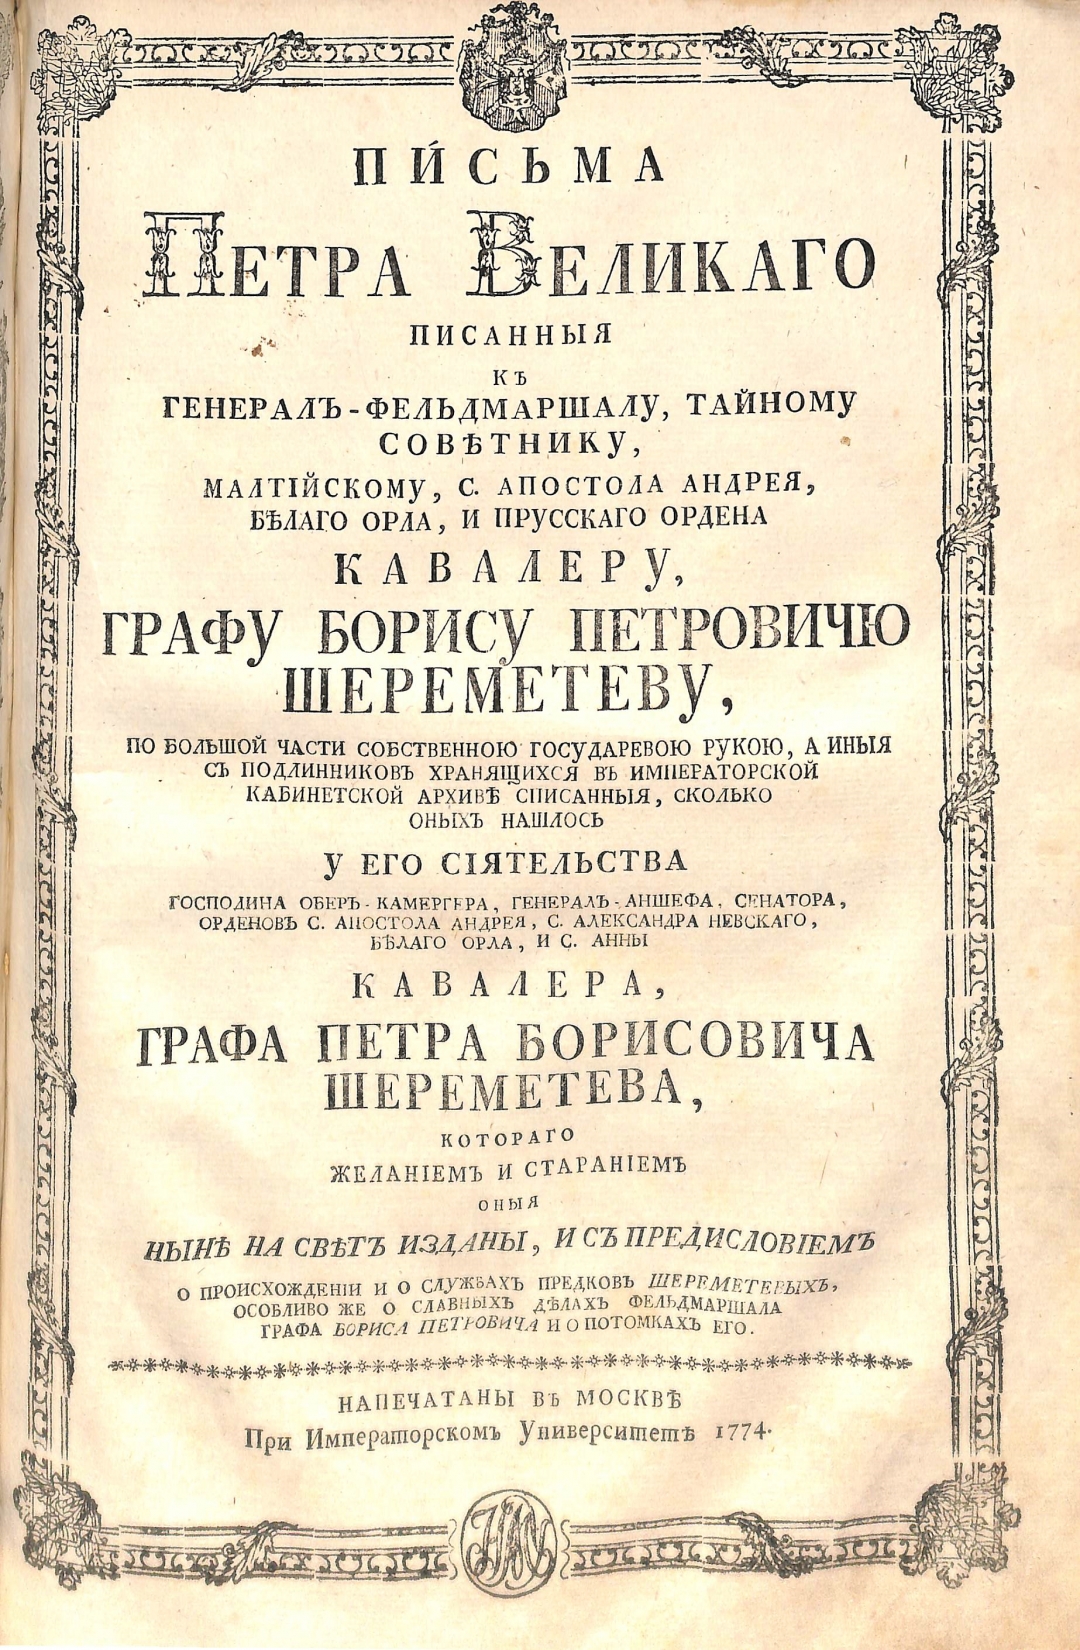 ПИ́СЬМА
ПЕТРА ВЕЛИКАГО
ПИСАННЫЯ
КЪ
ГЕНЕРАЛЪ-ФЕЛЬДМАРШАЛУ, ТАЙНОМУ
СОВѢТНИКУ,
МАЛТІЙСКОМУ, С. АПОСТОЛА АНДРЕЯ,
БѢЛАГО ОРЛА, И ПРУССКАГО ОРДЕНА
КАВАЛЕРУ,
ГРАФУ БОРИСУ ПЕТРОВИЧЮ
ШЕРЕМЕТЕВУ,
ПО БОЛЬШОЙ ЧАСТИ СОБСТВЕННОЮ ГОСУДАРЕВОЮ РУКОЮ, А ИНЫЯ
СЪ ПОДЛИННИКОВЪ ХРАНЯЩИХСЯ ВЪ ИМПЕРАТОРСКОЙ
КАБИНЕТСКОЙ АРХИВѢ СПИСАННЫЯ, СКОЛЬКО
ОНЫХЪ НАШЛОСЬ
У ЕГО СІЯТЕЛЬСТВА
ГОСПОДИНА ОБЕРЪ-КАМЕРГЕРА, ГЕНЕРАЛЪ-АНШЕФА, СЕНАТОРА,
ОРДЕНОВЪ С. АПОСТОЛА АНДРЕЯ, С. АЛЕКСАНДРА НЕВСКАГО,
БѢЛАГО ОРЛА, И С. АННЫ
КАВАЛЕРА,
ГРАФА ПЕТРА БОРИСОВИЧА
ШЕРЕМЕТЕВА,
КОТОРАГО
ЖЕЛАНІЕМЪ И СТАРАНІЕМЪ
ОНЫЯ
НЫНѢ НА СВѢТЪ ИЗДАНЫ, И СЪ ПРЕДИСЛОВІЕМЪ
О ПРОИСХОЖДЕНІИ И О СЛУЖБАХЪ ПРЕДКОВЪ ШЕРЕМЕТЕВЫХЪ,
ОСОБЛИВО ЖЕ О СЛАВНЫХЪ ДѢЛАХЪ ФЕЛЬДМАРШАЛА
ГРАФА БОРИСА ПЕТРОВИЧА И О ПОТОМКАХЪ ЕГО.
НАПЕЧАТАНЫ ВЪ МОСКВѢ
При Императорскомъ Университетѣ 1774.